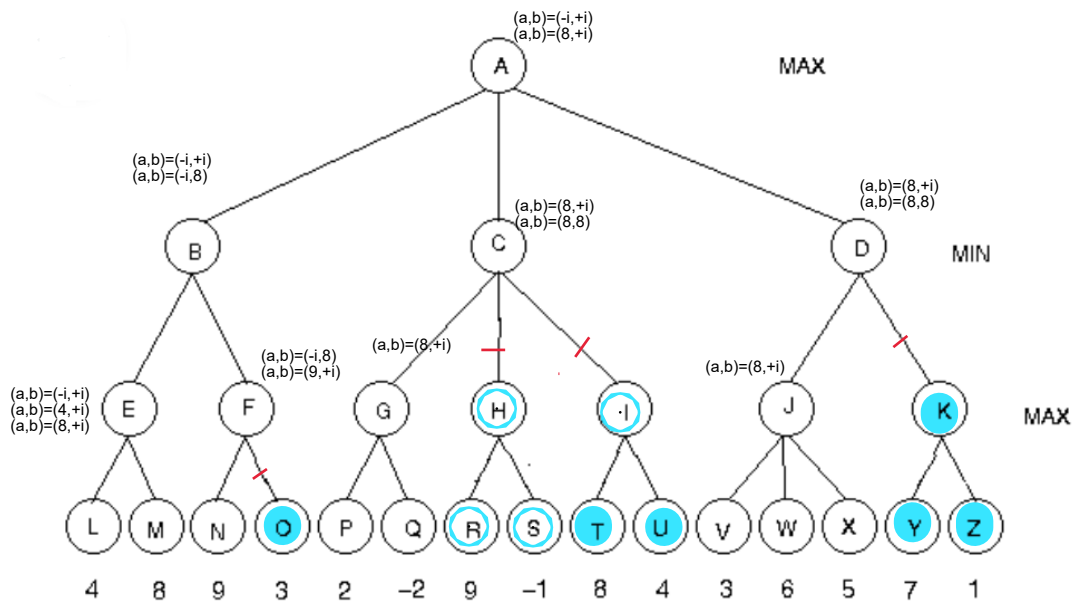 (a,b)=(-i,+i)
(a,b)=(8,+i)
A
MAX
(a,b)=(-i,+i)
(a,b)=(-i,8)
(a,b)=(8,+i)
(a,b)=(8,8)
(a,b)=(8,+i)
(a,b)=(8,8)
B
C
D
MIN
(a,b)=(8,+i)
(a,b)=(-i,8)
(a,b)=(9,+i)
(a,b)=(8,+i)
(a,b)=(-i,+i)
(a,b)=(4,+i)
(a,b)=(8,+i)
E
F
G
H
I
J
K
MAX
L M N O P Q R S T U V W X Y Z
4 8 9 3 2 −2 9 −1 8 4 3 6 5 7 1